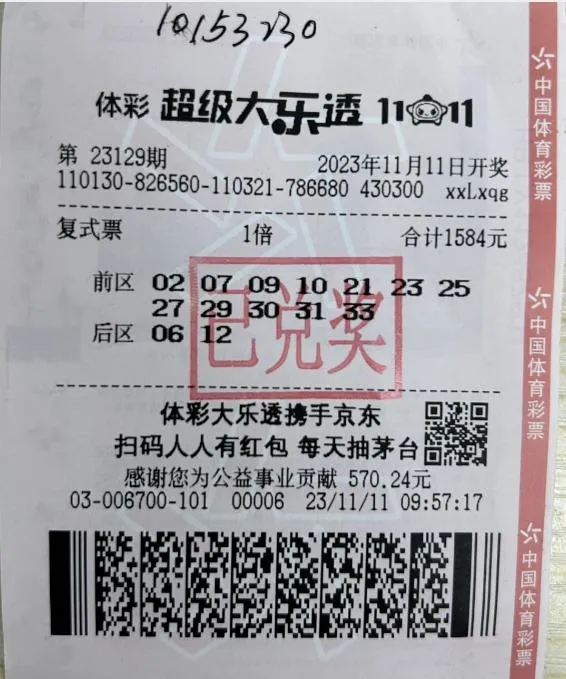 10153230
体彩 超级大乐透 11 11
第 23129期 2023年11月11日开奖
110130-826560-110321-786680 430300 xxLxqg
复式票 1倍 合计1584元
前区 02 07 09 10 21 23 25
27 29 30 31 33
后区 06 12
已兑奖
体彩大乐透携手京东
扫码人人有红包 每天抽茅台
感谢您为公益事业贡献 570.24元
03-006700-101 00006 23/11/11 09:57:17
中国体育彩票
中国体育彩票
中国体育彩票